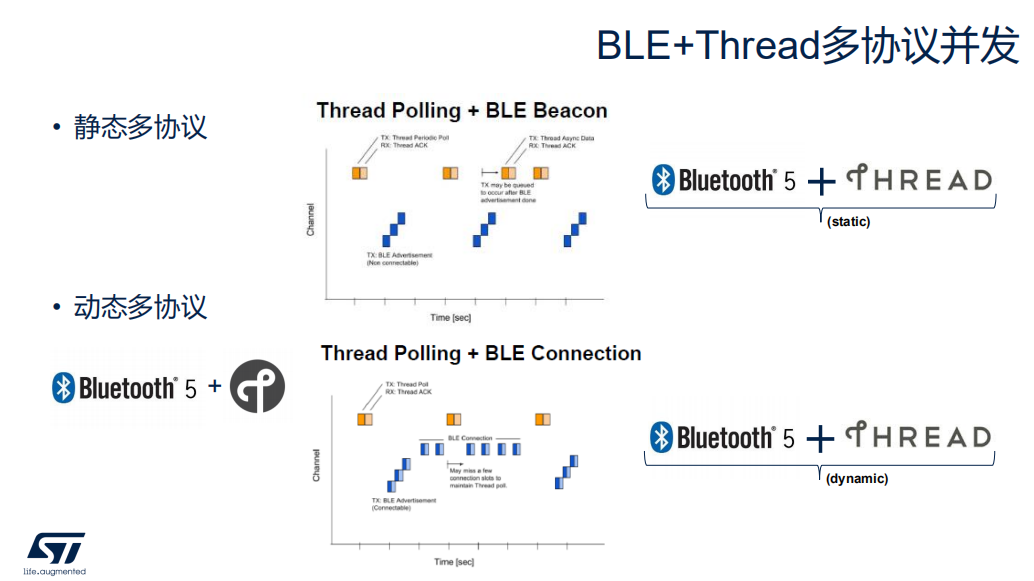 BLE+Thread多协议并发
• 静态多协议
Thread Polling + BLE Beacon
TX: Thread Periodic Poll
RX: Thread ACK
TX: Thread Async Data
RX: Thread ACK
TX may be queued
to occur after BLE
advertisement done
Channel
TX: BLE Advertisement
(Non connectable)
Time [sec]
Bluetooth® 5 + THREAD
(static)
• 动态多协议
Bluetooth® 5 +
Thread Polling + BLE Connection
TX: Thread Poll
RX: Thread ACK
BLE Connection
May miss a few
connection slots to
maintain Thread poll.
Channel
TX: BLE Advertisement
(Connectable)
Time [sec]
Bluetooth® 5 + THREAD
(dynamic)
ST
life.augmented